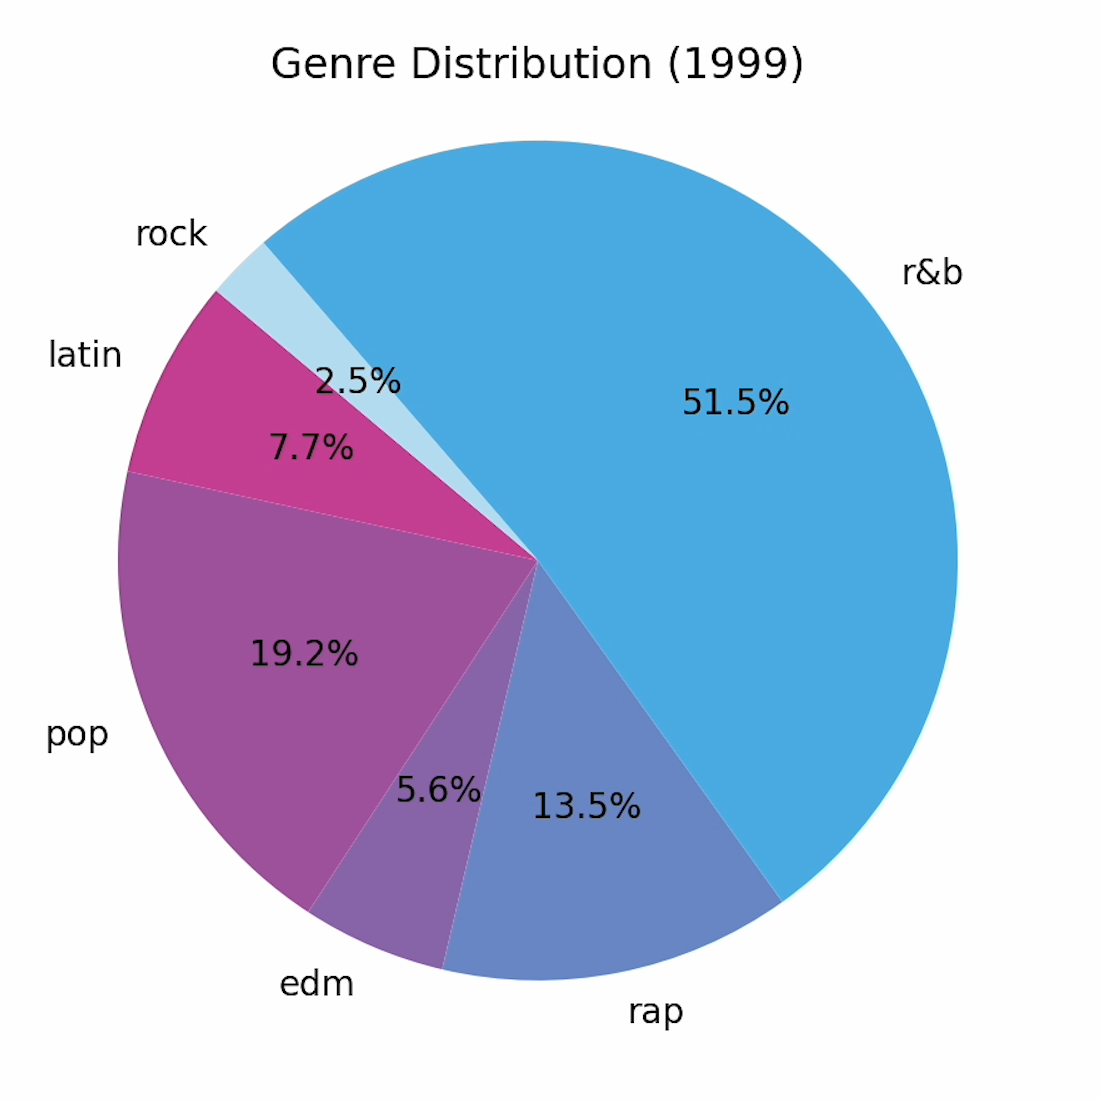 Genre Distribution (1999)
rock
r&b
latin
2.5%
51.5%
7.7%
19.2%
pop
5.6%
13.5%
edm
rap